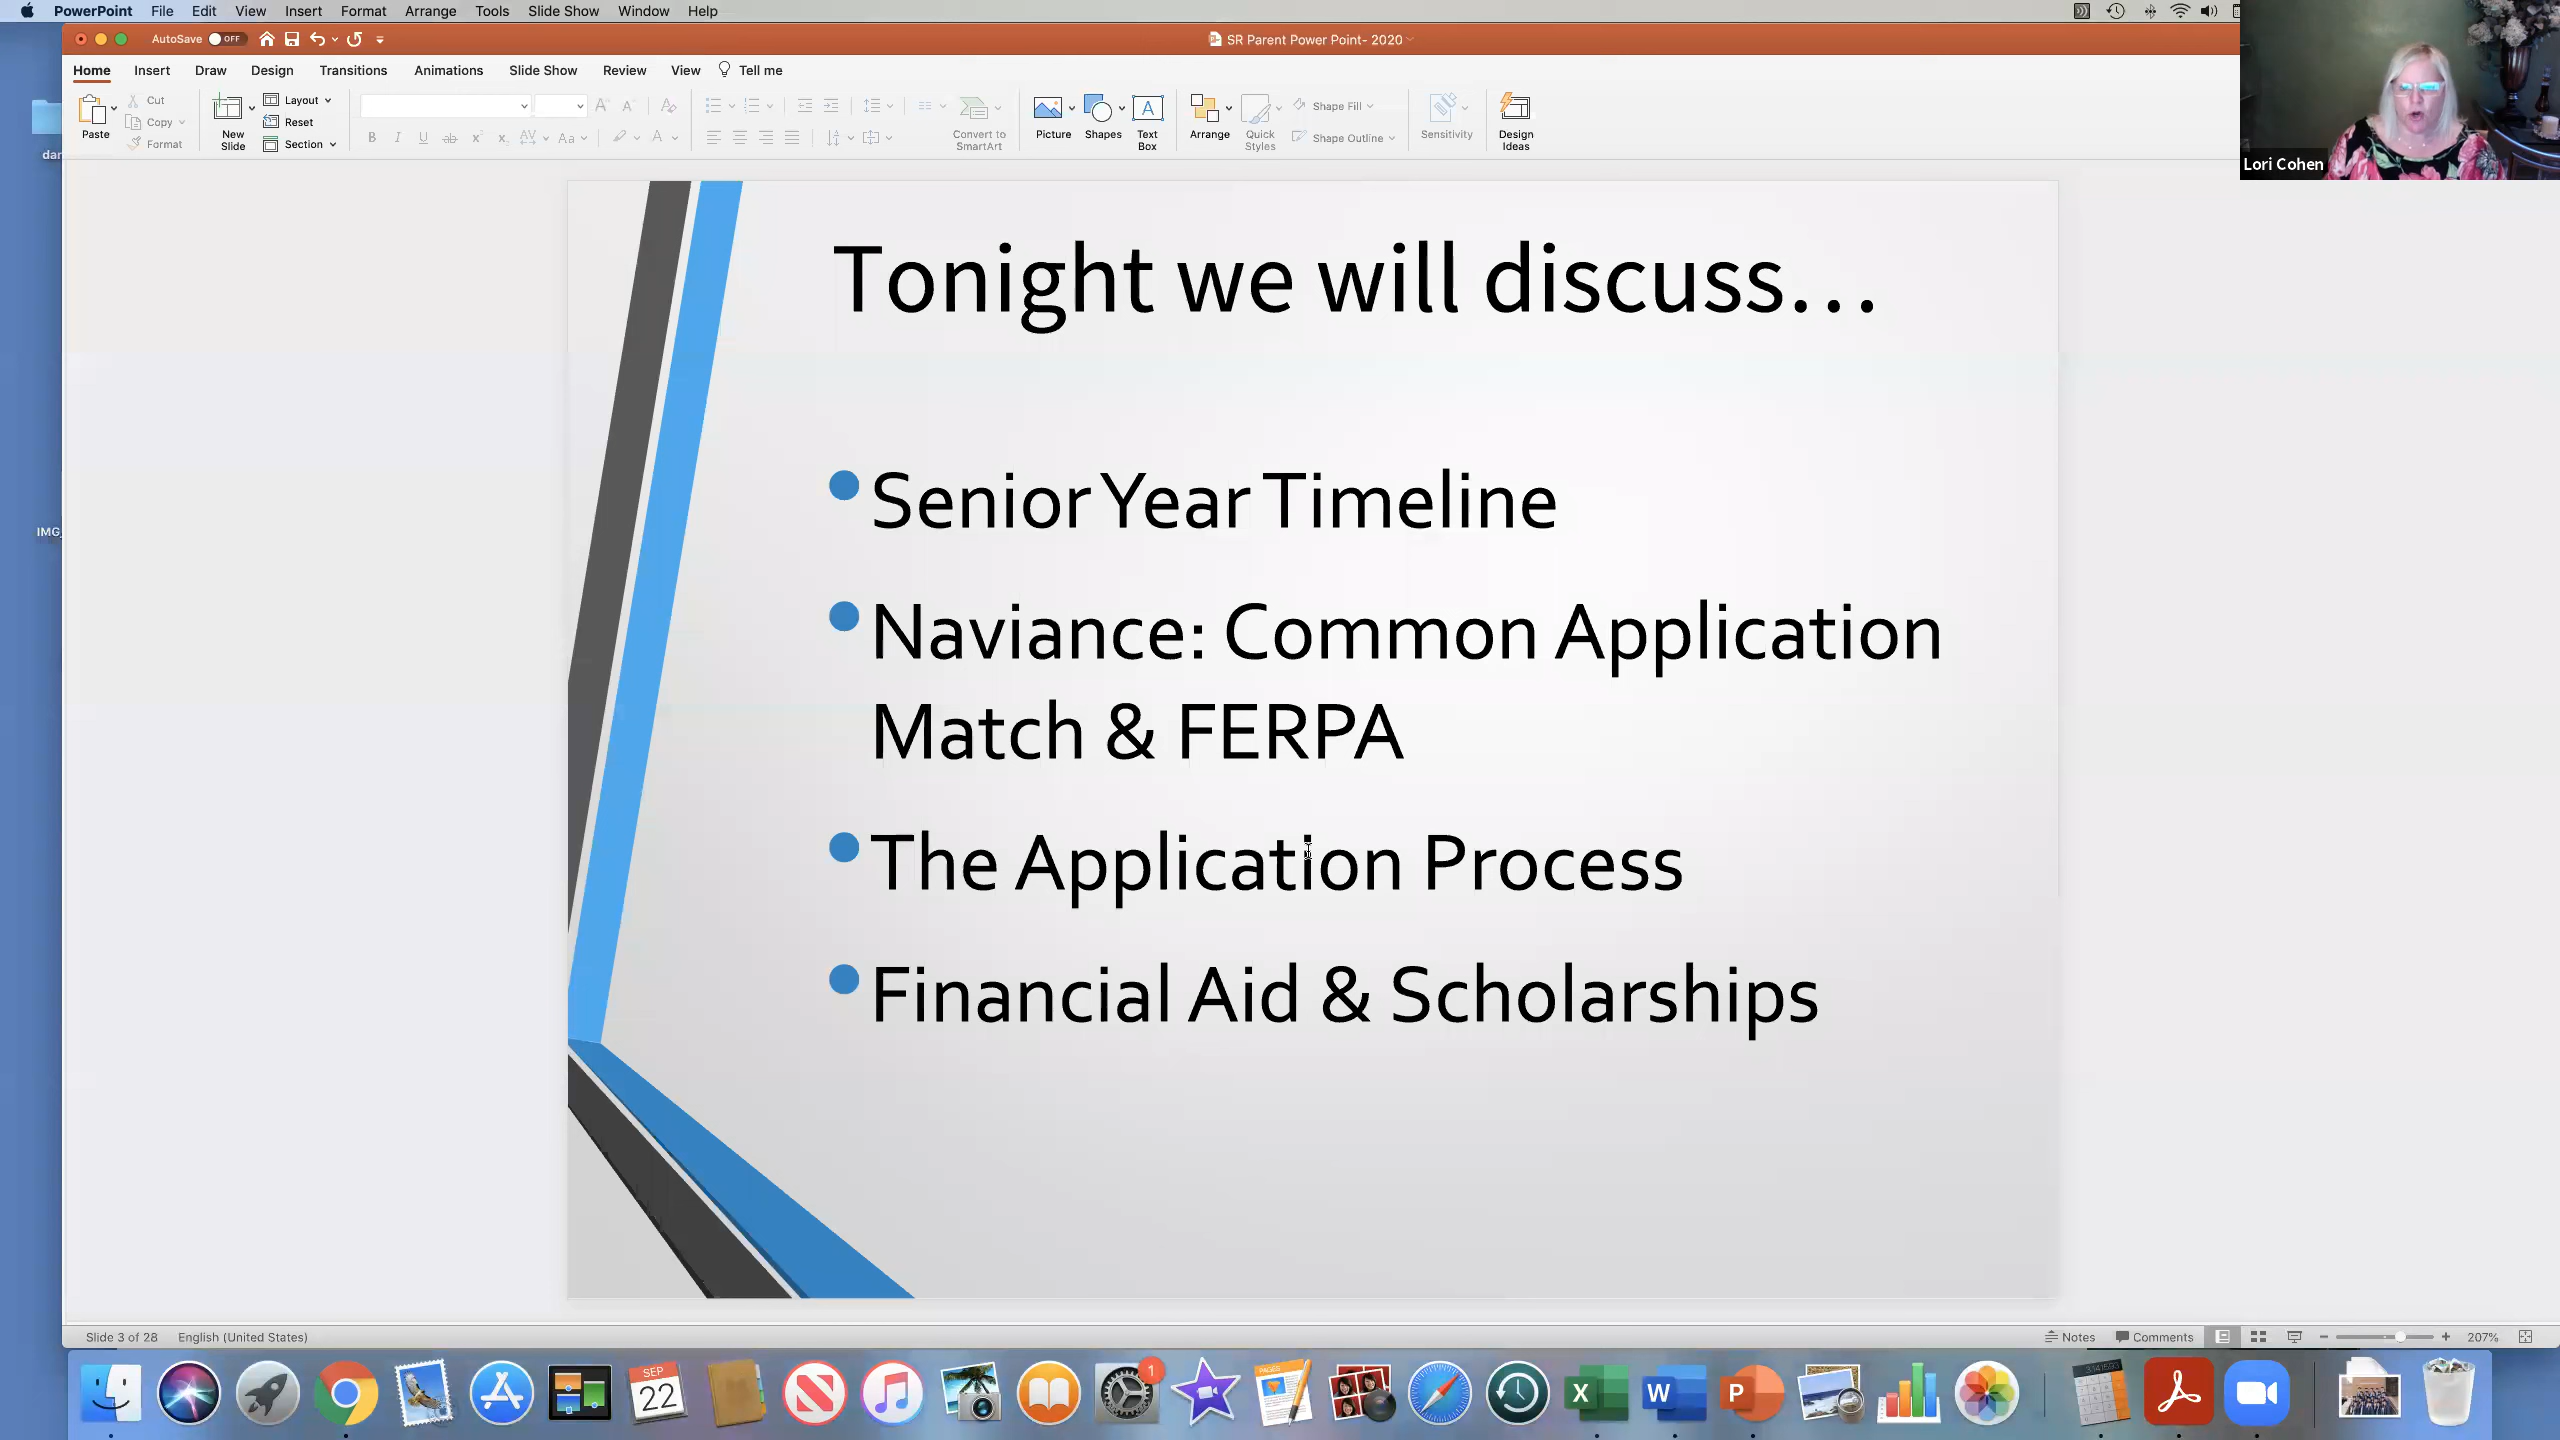 PowerPoint File Edit View Insert Format Arrange Tools Slide Show Window Help
AutoSave OFF
SR Parent Power Point- 2020
Home Insert Draw Design Transitions Animations Slide Show Review View Tell me
Paste
Cut
Copy
Format
New
Slide
Layout
Reset
Section
Convert to
SmartArt
Picture
Shapes
Text
Box
Arrange
Quick
Styles
Shape Fill
Shape Outline
Sensitivity
Design
Ideas
Lori Cohen
dar
IMG_
Tonight we will discuss...
Senior Year Timeline
Naviance: Common Application
Match & FERPA
The Application Process
Financial Aid & Scholarships
Slide 3 of 28 English (United States)
Notes Comments 207%
SEP
22
1
PAGES
X
W
P